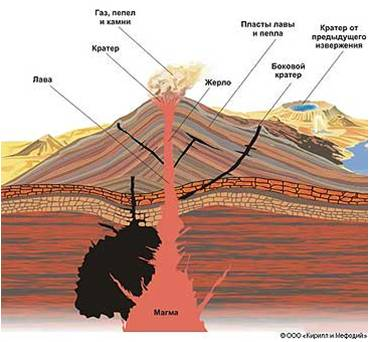 Газ, пепел
и камни
Кратер
Лава
Жерло
Пласты лавы
и пепла
Боковой
кратер
Кратер от
предыдущего
извержения
Магма
© ООО «Кирилл и Мефодий»